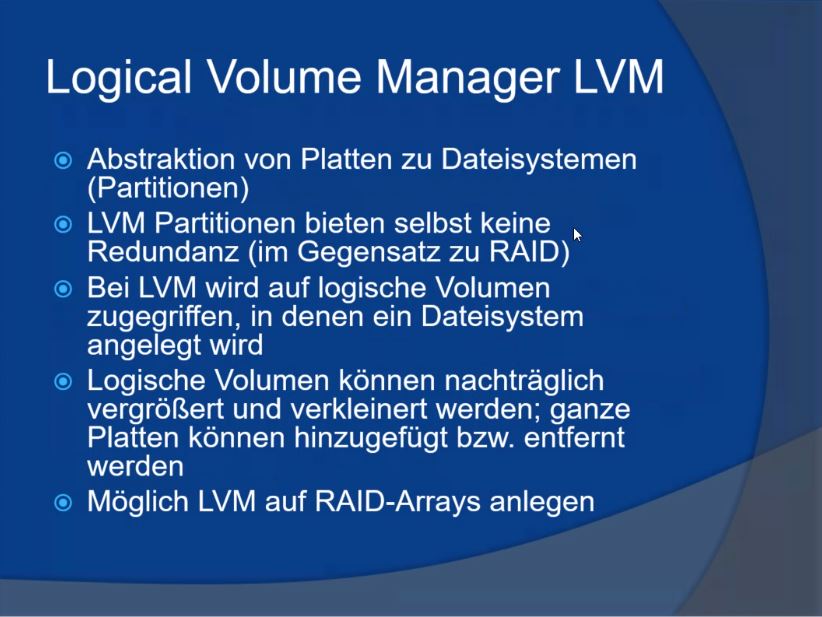 Logical Volume Manager LVM
Abstraktion von Platten zu Dateisystemen
(Partitionen)
LVM Partitionen bieten selbst keine
Redundanz (im Gegensatz zu RAID)
Bei LVM wird auf logische Volumen
zugegriffen, in denen ein Dateisystem
angelegt wird
Logische Volumen können nachträglich
vergrößert und verkleinert werden; ganze
Platten können hinzugefügt bzw. entfernt
werden
Möglich LVM auf RAID-Arrays anlegen